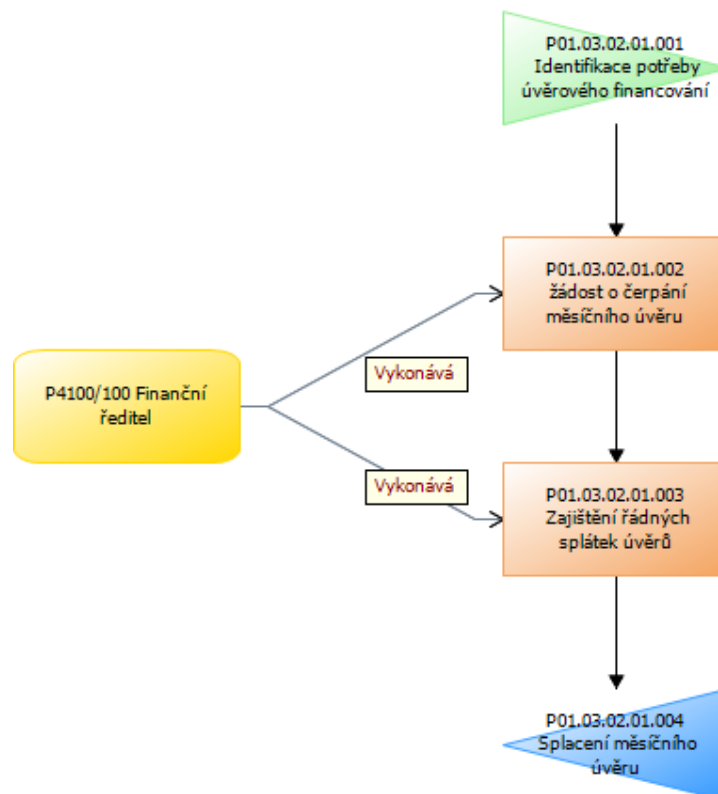 P01.03.02.01.001
Identifikace potřeby
úvěrového financování
P01.03.02.01.002
žádost o čerpání
měsíčního úvěru
Vykonává
P4100/100 Finanční
ředitel
Vykonává
P01.03.02.01.003
Zajištění řádných
splátek úvěrů
P01.03.02.01.004
Splacení měsíčního
úvěru